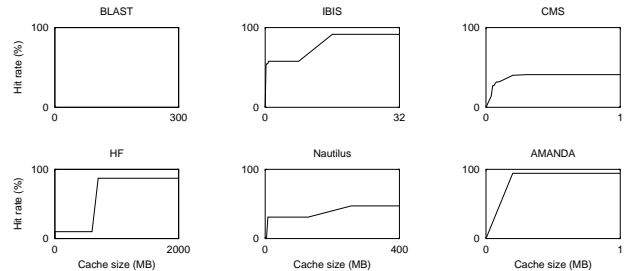 BLAST
IBIS
CMS
Hit rate (%)
100
0
0
300
100
0
0
32
100
0
0
1
HF
Nautilus
AMANDA
Hit rate (%)
100
0
0
2000
100
0
0
400
100
0
0
1
Cache size (MB)
Cache size (MB)
Cache size (MB)